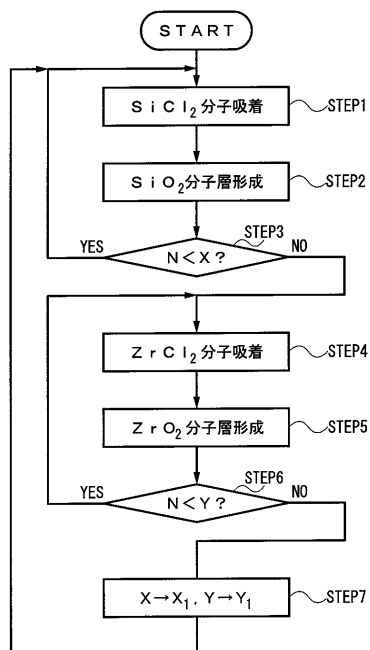 START
SiCl₂分子吸着
STEP1
SiO₂分子層形成
STEP2
STEP3
YES
N<X?
NO
ZrCl₂分子吸着
STEP4
ZrO₂分子層形成
STEP5
STEP6
YES
N<Y?
NO
X→X₁, Y→Y₁
STEP7